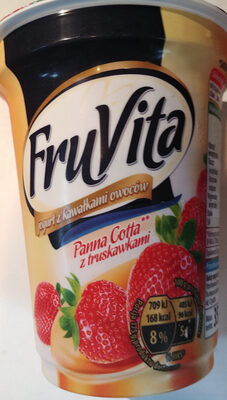 FruVita
jogurt z kawałkami owoców
Panna Cotta**
z truskawkami
709 kJ
168 kcal
8%